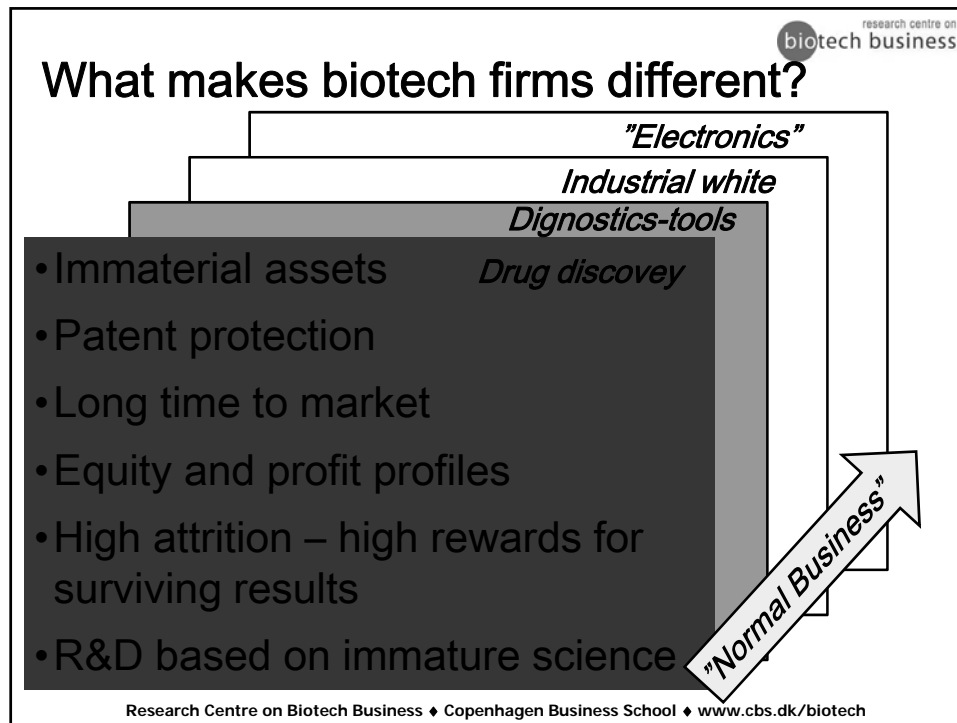 research centre on
biotech business
What makes biotech firms different?
”Electronics”
Industrial white
Dignostics-tools
Drug discovey
•Immaterial assets
•Patent protection
•Long time to market
•Equity and profit profiles
•High attrition – high rewards for
surviving results
•R&D based on immature science
”Normal Business”
Research Centre on Biotech Business ♦ Copenhagen Business School ♦ www.cbs.dk/biotech